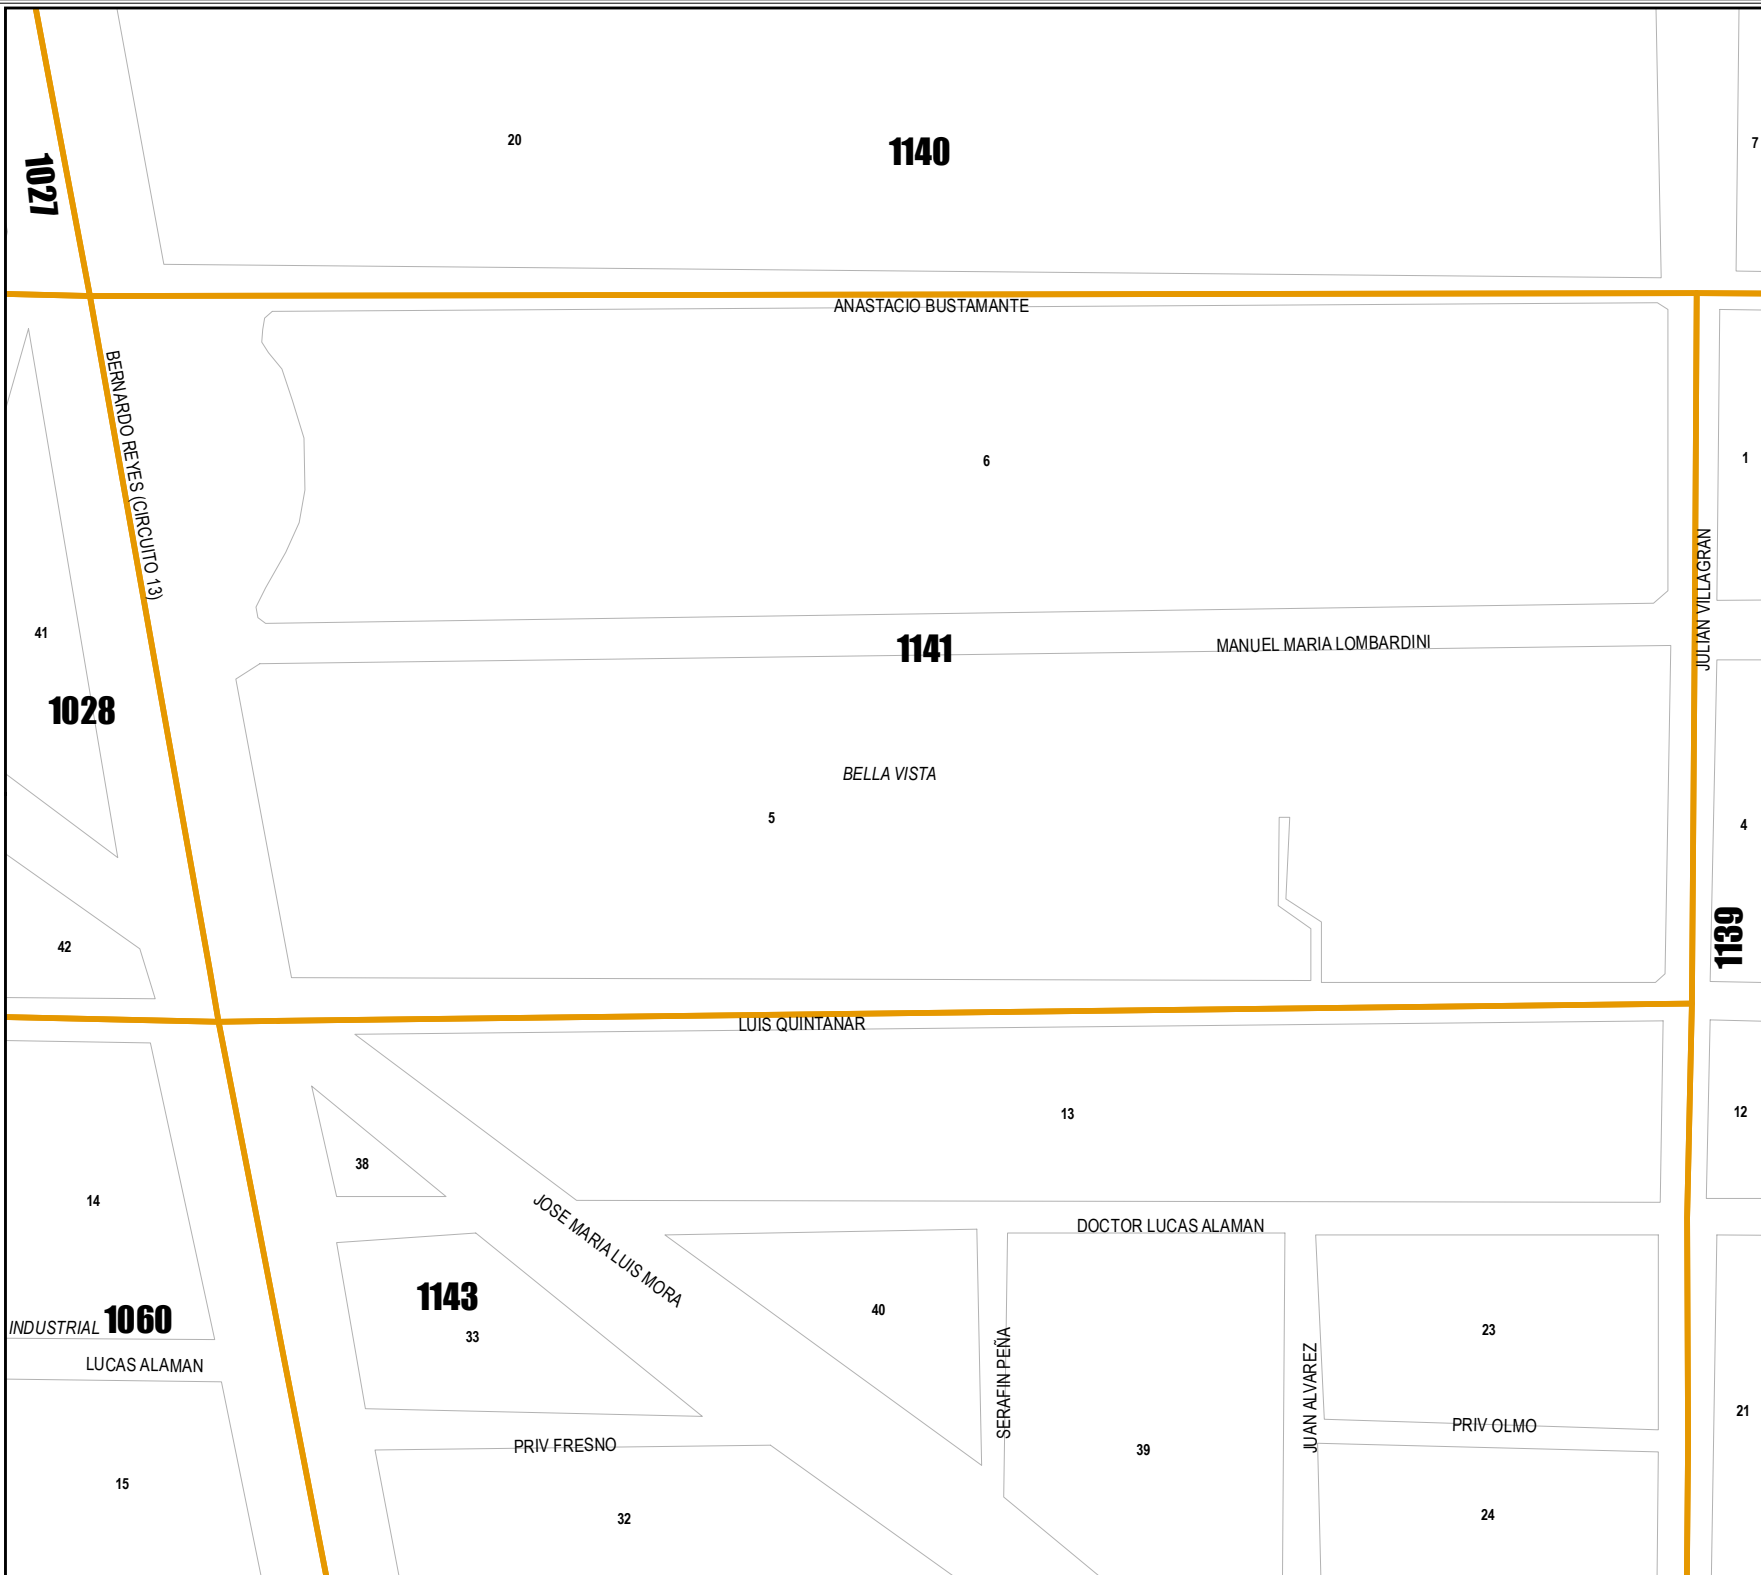 20
1140
7
1027
ANASTACIO BUSTAMANTE
BERNARDO REYES (CIRCUITO 13)
6
1
JULIAN VILLAGRAN
41
1141
MANUEL MARIA LOMBARDINI
1028
BELLA VISTA
5
4
42
1139
LUIS QUINTANAR
13
12
38
14
JOSE MARIA LUIS MORA
DOCTOR LUCAS ALAMAN
1143
40
INDUSTRIAL 1060
33
23
LUCAS ALAMAN
SERAFIN PEÑA
JUAN ALVAREZ
21
PRIV FRESNO
39
PRIV OLMO
15
32
24